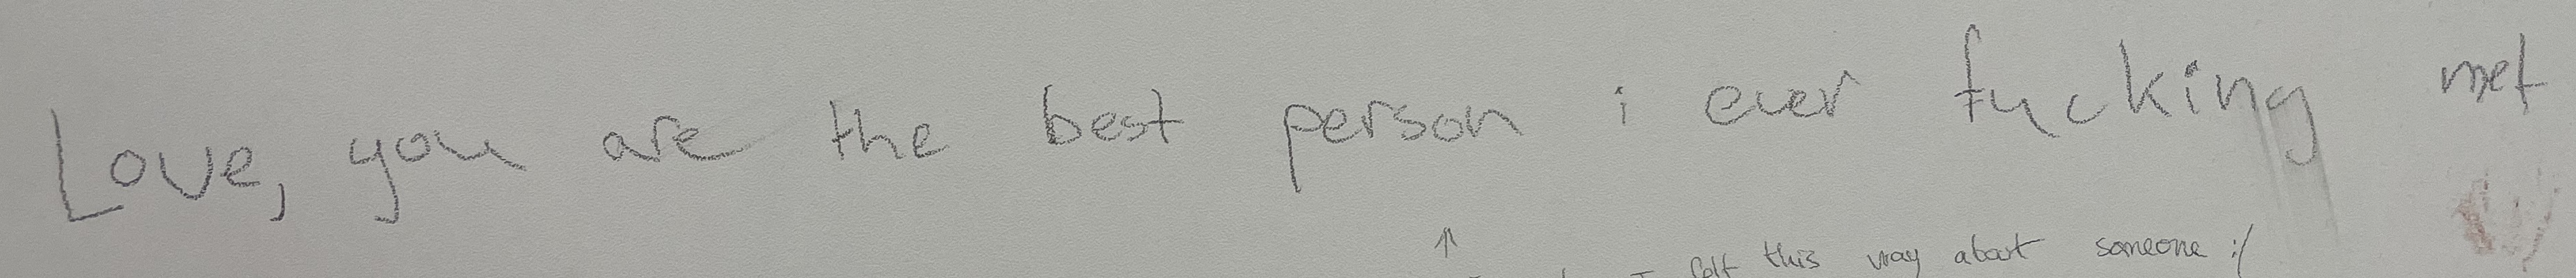 Love, you are the best person i ever fucking met
↑
I felt this way about someone :/